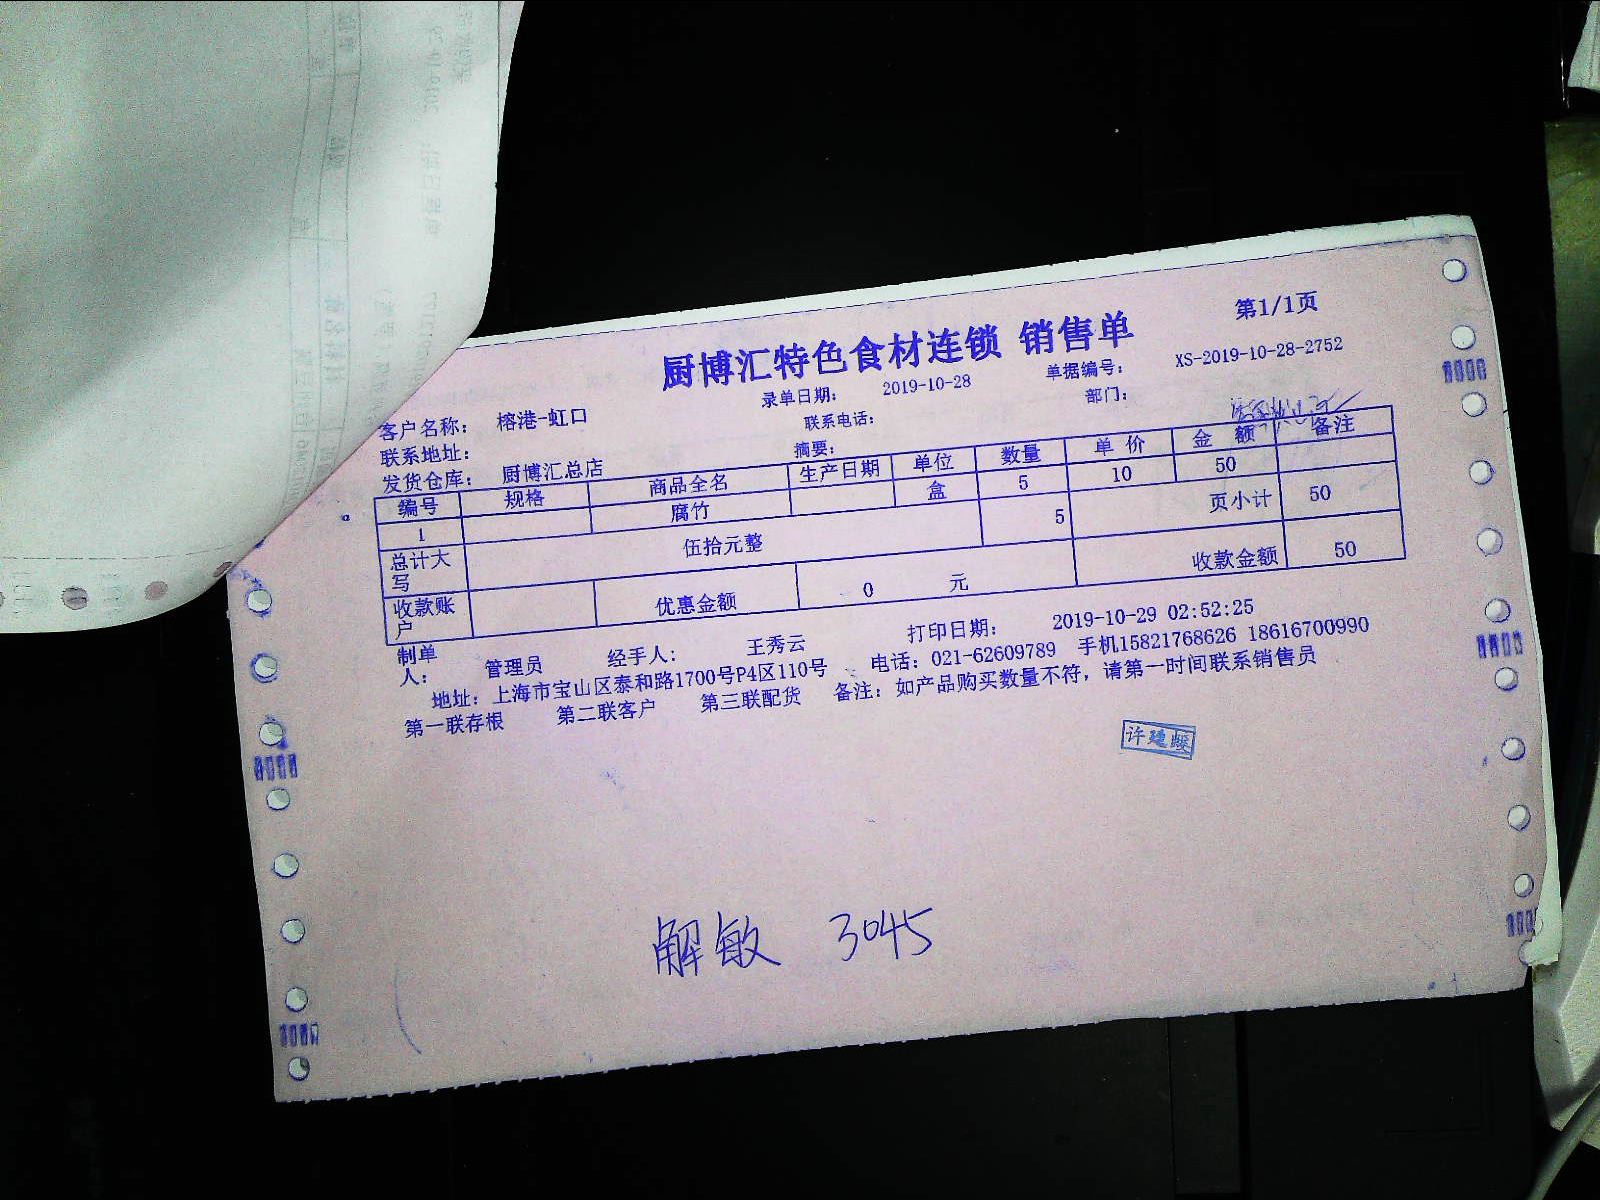 第1/1页
厨博汇特色食材连锁 销售单
录单日期： 2019-10-28 单据编号： XS-2019-10-28-2752
客户名称： 榕港-虹口 联系电话： 部门：
联系地址： 摘要：
发货仓库： 厨博汇总店
编号 规格 商品全名 生产日期 单位 数量 单 价 金 额 备注
1 腐竹 盒 5 10 50
总计大写 伍拾元整 5 页小计 50
收款账户 优惠金额 0 元 收款金额 50
制单人： 管理员 经手人： 王秀云 打印日期： 2019-10-29 02:52:25
地址：上海市宝山区泰和路1700号P4区110号 电话：021-62609789 手机15821768626 18616700990
第一联存根 第二联客户 第三联配货 备注：如产品购买数量不符，请第一时间联系销售员
许建暖
解敏 3045